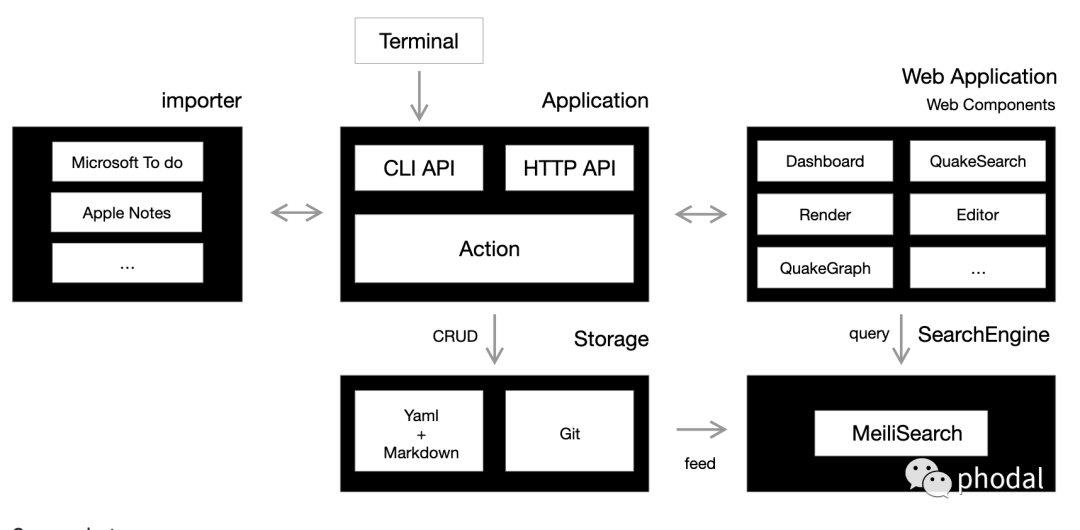 Terminal
importer
Application
Web Application
Web Components
Microsoft To do
Apple Notes
...
CLI API
HTTP API
Action
Dashboard
QuakeSearch
Render
Editor
QuakeGraph
...
CRUD
Storage
query
SearchEngine
Yaml
+
Markdown
Git
feed
MeiliSearch
phodal